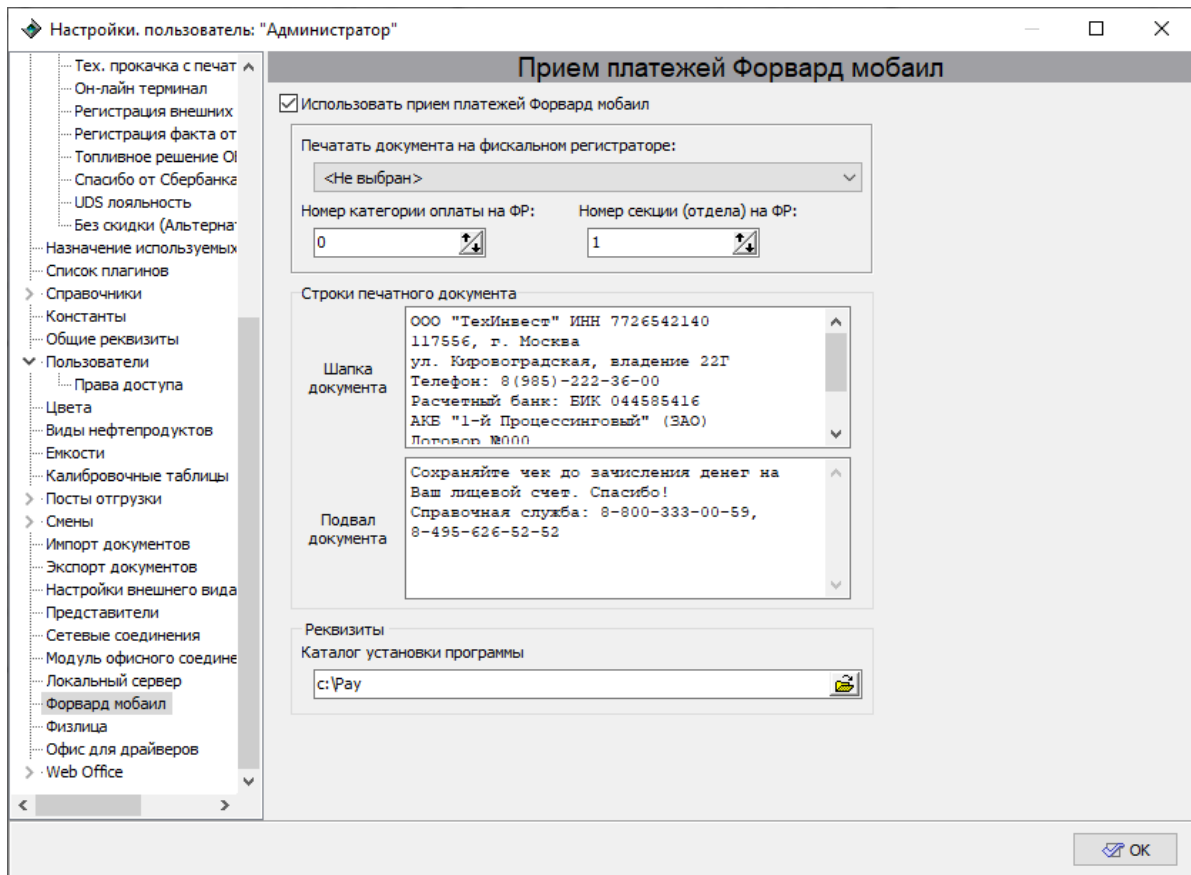 Настройки. пользователь: "Администратор"
Тех. прокачка с печат
Он-лайн терминал
Регистрация внешних
Регистрация факта от
Топливное решение ОП
Спасибо от Сбербанка
UDS лояльность
Без скидки (Альтернат
Назначение используемых
Список плагинов
Справочники
Константы
Общие реквизиты
Пользователи
Права доступа
Цвета
Виды нефтепродуктов
Емкости
Калибровочные таблицы
Посты отгрузки
Смены
Импорт документов
Экспорт документов
Настройки внешнего вида
Представители
Сетевые соединения
Модуль офисного соедине
Локальный сервер
Форвард мобаил
Физлица
Офис для драйверов
Web Office
Прием платежей Форвард мобаил
Использовать прием платежей Форвард мобаил
Печатать документа на фискальном регистраторе:
<Не выбран>
Номер категории оплаты на ФР:
Номер секции (отдела) на ФР:
0
1
Строки печатного документа
Шапка
документа
ООО "ТехИнвест" ИНН 7726542140
117556, г. Москва
ул. Кировоградская, владение 22Г
Телефон: 8(985)-222-36-00
Расчетный банк: БИК 044585416
АКБ "1-й Процессинговый" (ЗАО)
Договор №000
Подвал
документа
Сохраняйте чек до зачисления денег на
Ваш лицевой счет. Спасибо!
Справочная служба: 8-800-333-00-59,
8-495-626-52-52
Реквизиты
Каталог установки программы
c:\Pay
OK